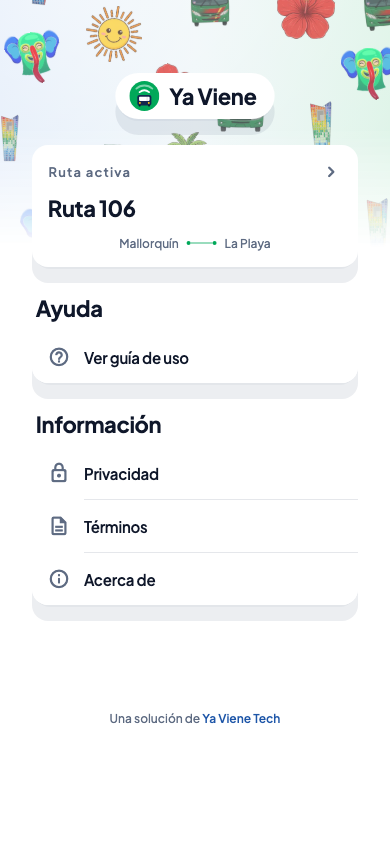 Ya Viene
Ruta activa
Ruta 106
Mallorquín La Playa
Ayuda
Ver guía de uso
Información
Privacidad
Términos
Acerca de
Una solución de Ya Viene Tech